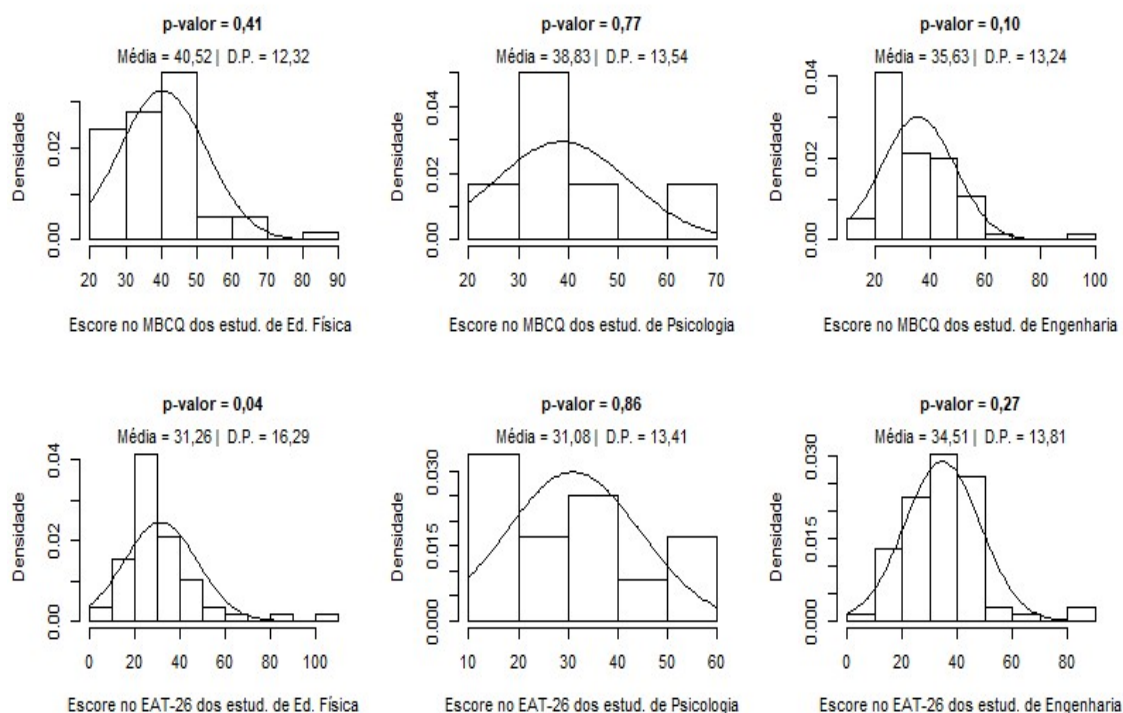 p-valor = 0,41
Média = 40,52 | D.P. = 12,32
Densidade
0.00
0.02
20 30 40 50 60 70 80 90
Escore no MBCQ dos estud. de Ed. Física
p-valor = 0,77
Média = 38,83 | D.P. = 13,54
Densidade
0.00
0.02
0.04
20 30 40 50 60 70
Escore no MBCQ dos estud. de Psicologia
p-valor = 0,10
Média = 35,63 | D.P. = 13,24
Densidade
0.00
0.02
0.04
20 40 60 80 100
Escore no MBCQ dos estud. de Engenharia
p-valor = 0,04
Média = 31,26 | D.P. = 16,29
Densidade
0.00
0.02
0.04
0 20 40 60 80 100
Escore no EAT-26 dos estud. de Ed. Física
p-valor = 0,86
Média = 31,08 | D.P. = 13,41
Densidade
0.000
0.015
0.030
10 20 30 40 50 60
Escore no EAT-26 dos estud. de Psicologia
p-valor = 0,27
Média = 34,51 | D.P. = 13,81
Densidade
0.000
0.015
0.030
0 20 40 60 80
Escore no EAT-26 dos estud. de Engenharia